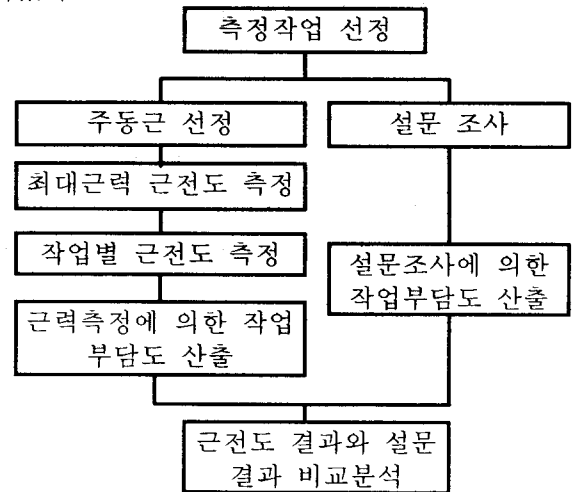 측정작업 선정
주동근 선정
설문 조사
최대근력 근전도 측정
작업별 근전도 측정
설문조사에 의한
작업부담도 산출
근력측정에 의한 작업
부담도 산출
근전도 결과와 설문
결과 비교분석